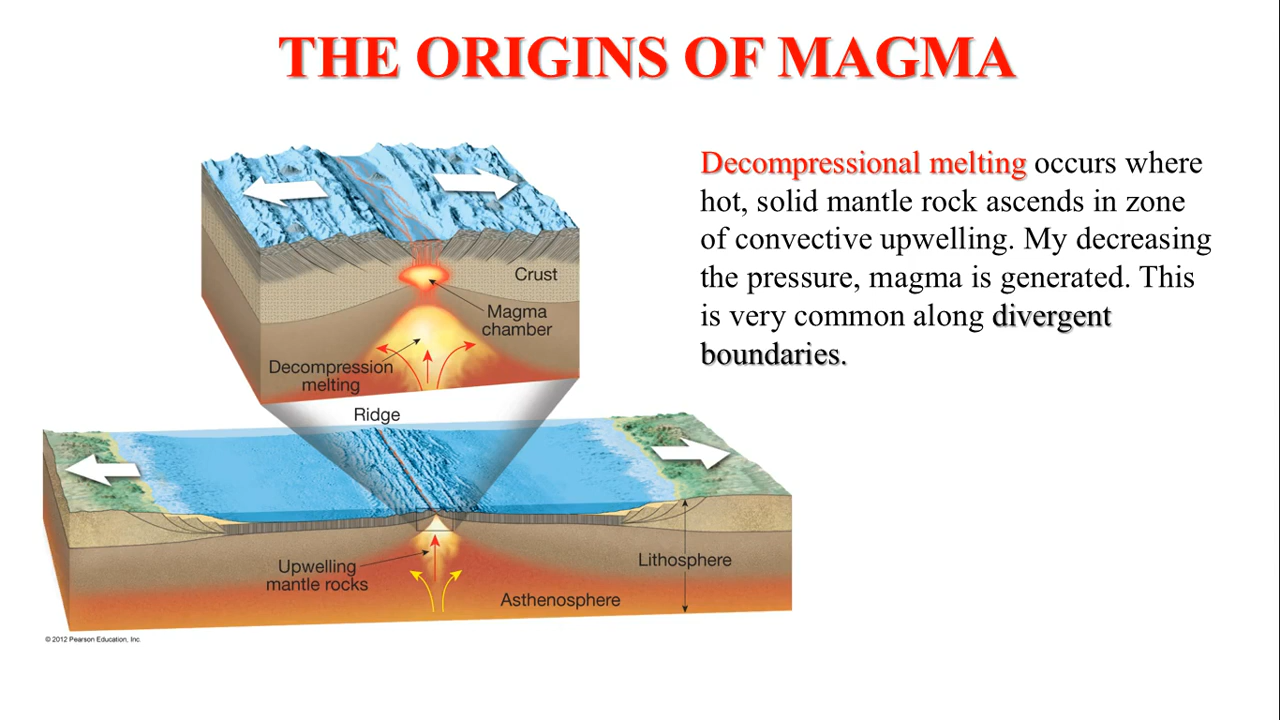 THE ORIGINS OF MAGMA
Decompressional melting occurs where
hot, solid mantle rock ascends in zone
of convective upwelling. My decreasing
the pressure, magma is generated. This
is very common along divergent
boundaries.
Crust
Magma
chamber
Decompression
melting
Ridge
Upwelling
mantle rocks
Lithosphere
Asthenosphere
© 2012 Pearson Education, Inc